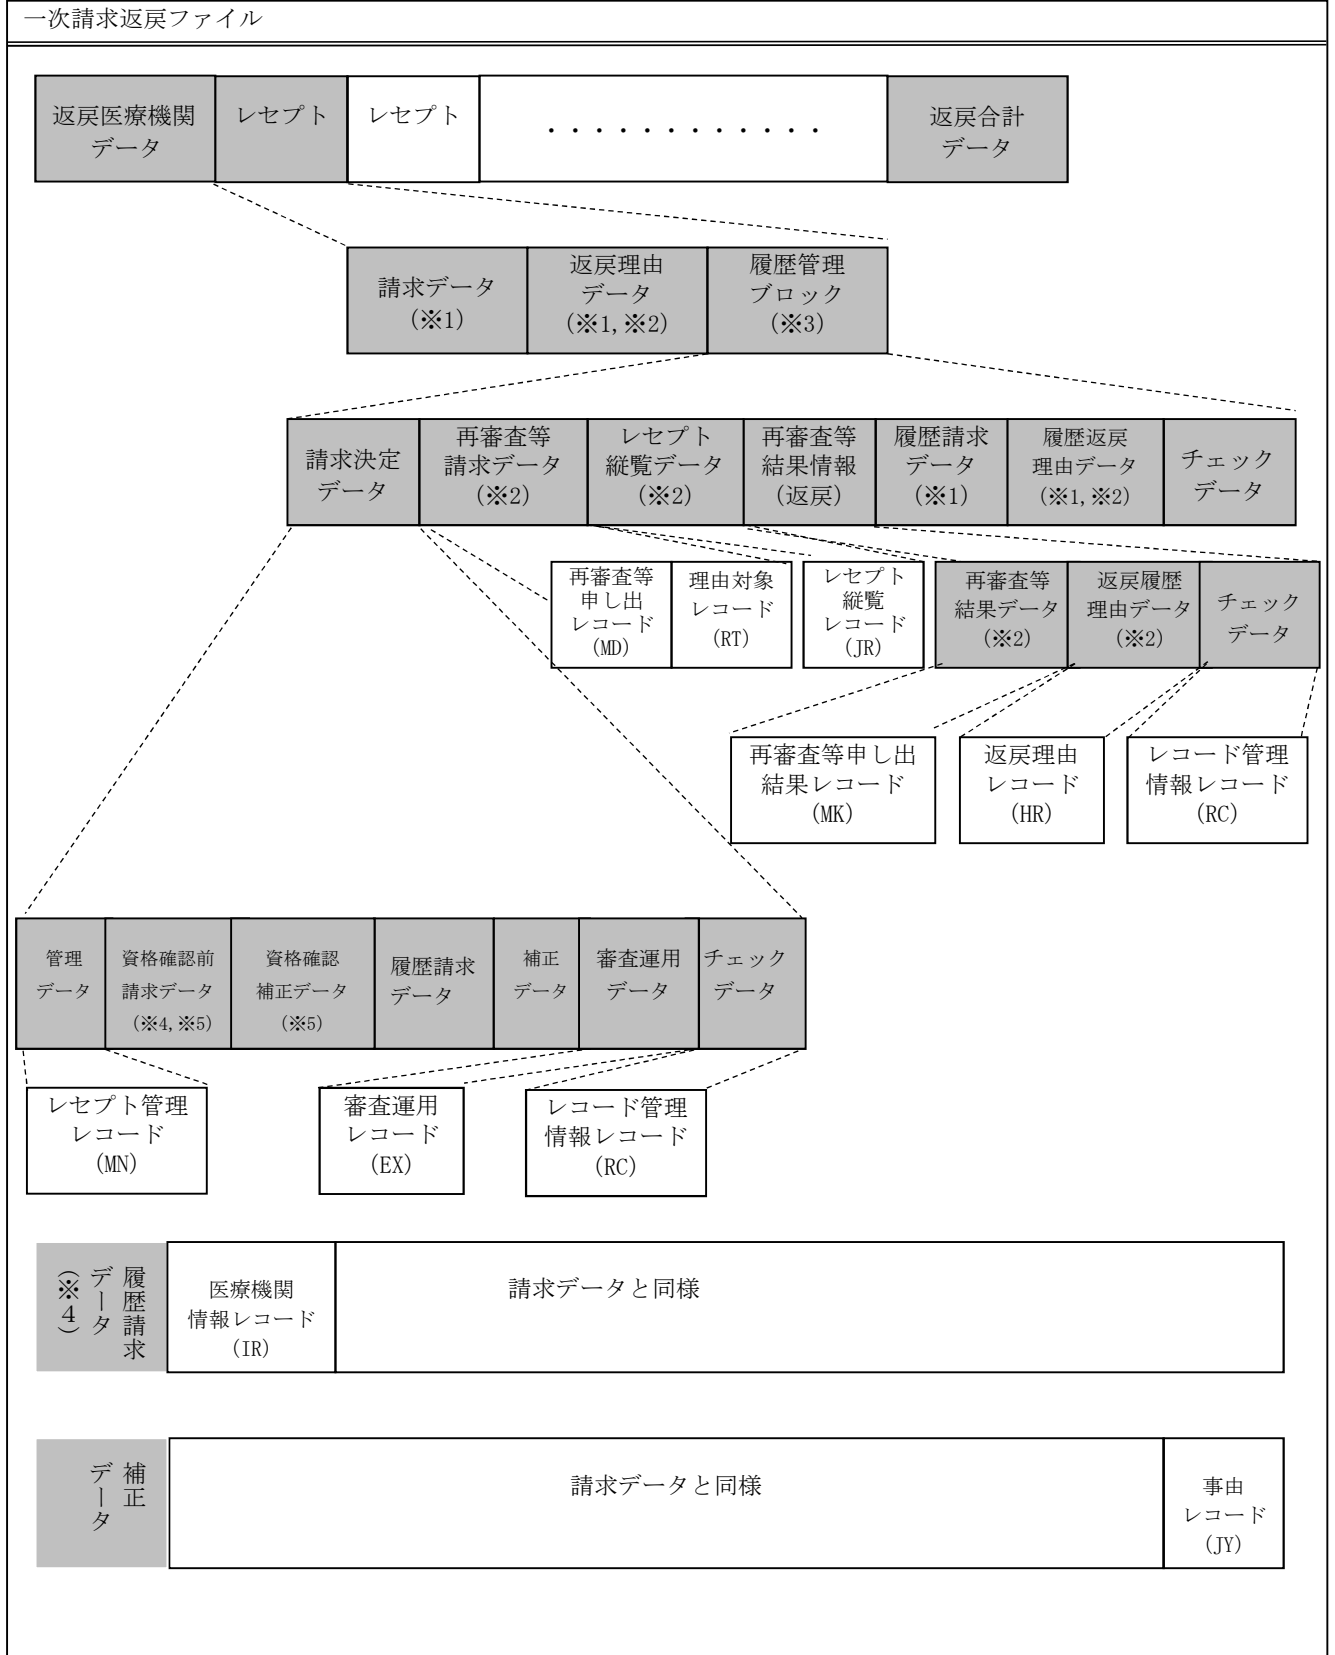 一次請求返戻ファイル
返戻医療機関
データ
レセプト
レセプト
・・・・・・・・・・・・
返戻合計
データ
請求データ
(※1)
返戻理由
データ
(※1,※2)
履歴管理
ブロック
(※3)
請求決定
データ
再審査等
請求データ
(※2)
レセプト
縦覧データ
(※2)
再審査等
結果情報
(返戻)
履歴請求
データ
(※1)
履歴返戻
理由データ
(※1,※2)
チェック
データ
再審査等
申し出
レコード
(MD)
理由対象
レコード
(RT)
レセプト
縦覧
レコード
(JR)
再審査等
結果データ
(※2)
返戻履歴
理由データ
(※2)
チェック
データ
再審査等申し出
結果レコード
(MK)
返戻理由
レコード
(HR)
レコード管理
情報レコード
(RC)
管理
データ
資格確認前
請求データ
(※4,※5)
資格確認
補正データ
(※5)
履歴請求
データ
補正
データ
審査運用
データ
チェック
データ
レセプト管理
レコード
(MN)
審査運用
レコード
(EX)
レコード管理
情報レコード
(RC)
履歴請求
データ
(※4)
医療機関
情報レコード
(IR)
請求データと同様
補正
データ
請求データと同様
事由
レコード
(JY)